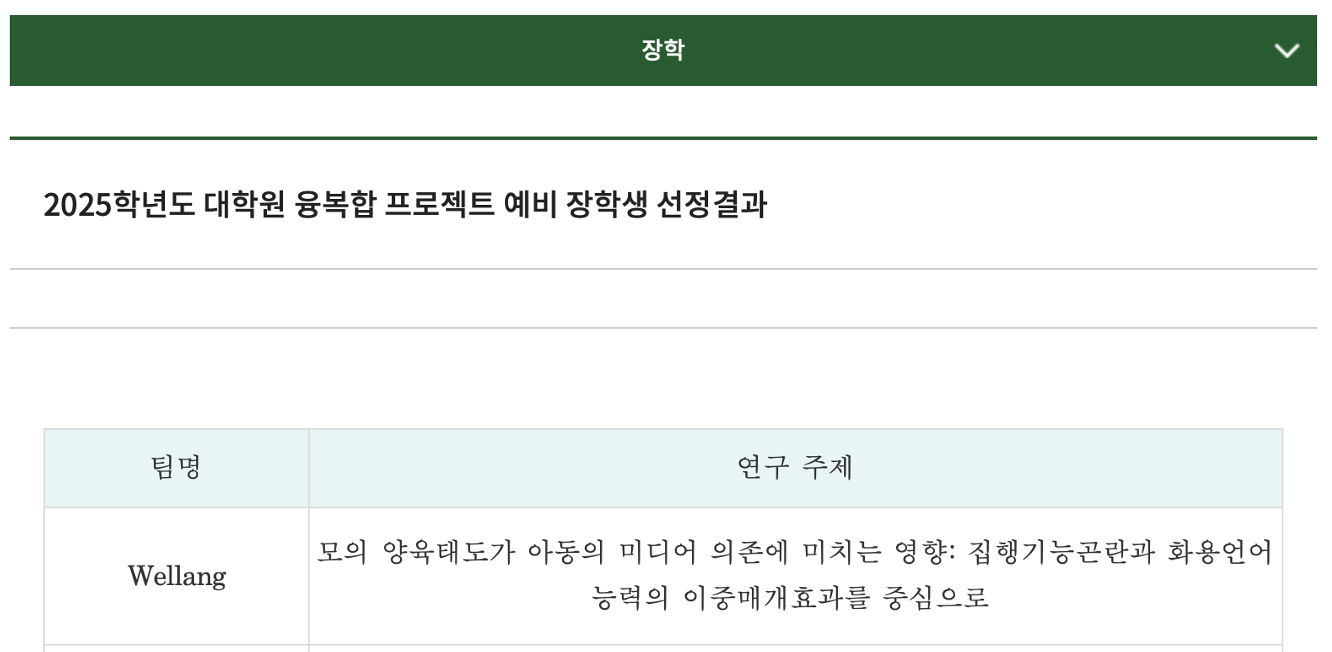 장학
2025학년도 대학원 융복합 프로젝트 예비 장학생 선정결과
팀명
연구 주제
Wellang
모의 양육태도가 아동의 미디어 의존에 미치는 영향: 집행기능곤란과 화용언어
능력의 이중매개효과를 중심으로